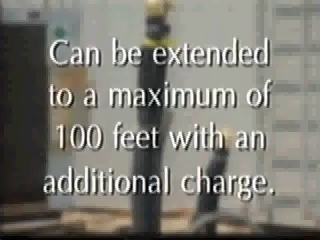 Can be extended
to a maximum of
100 feet with an
additional charge.